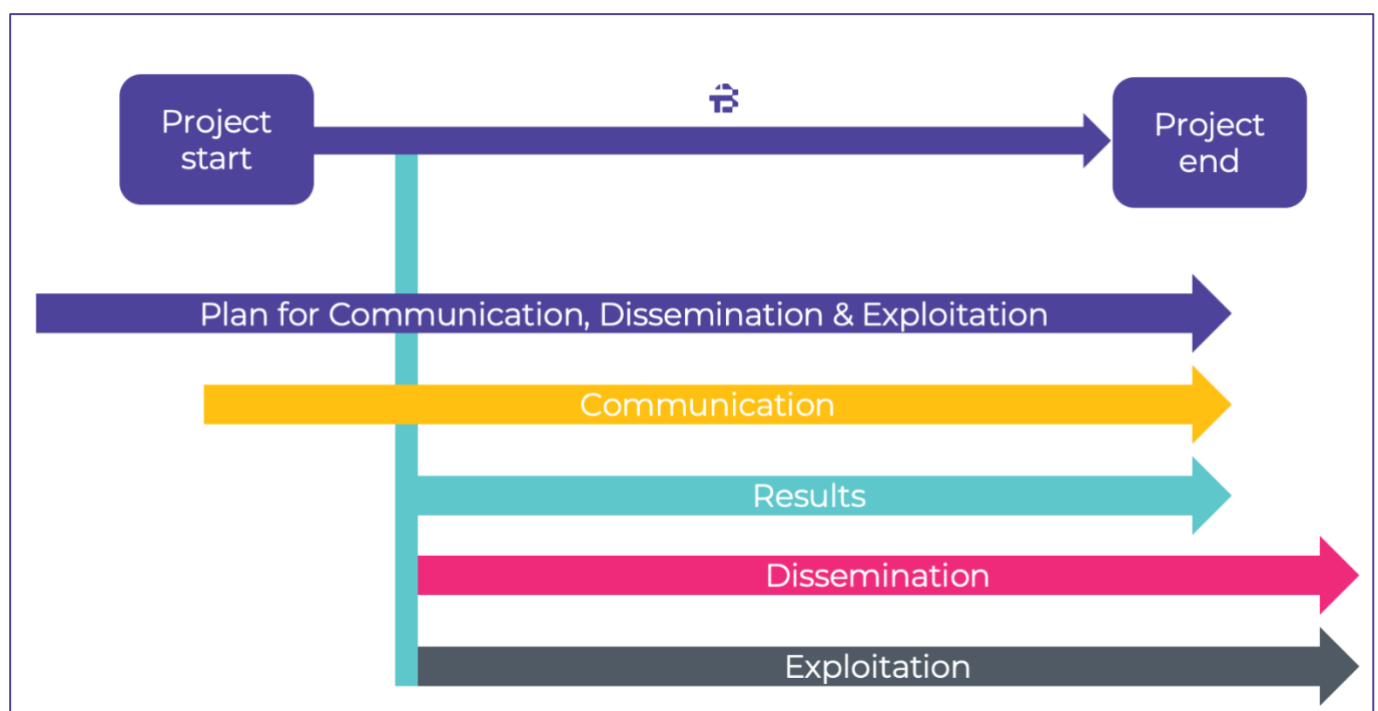 Project
start
Project
end
Plan for Communication, Dissemination & Exploitation
Communication
Results
Dissemination
Exploitation